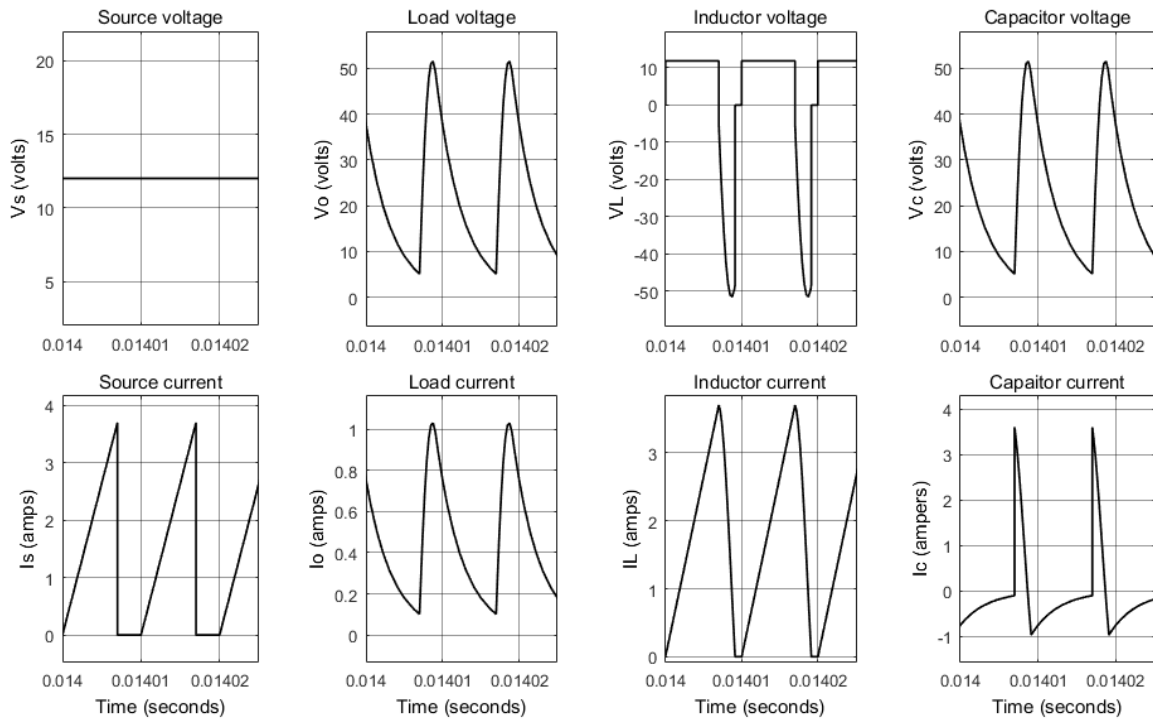 Source voltage
Vs (volts)
20
15
10
5
0.014 0.01401 0.01402
Load voltage
Vo (volts)
50
40
30
20
10
0
0.014 0.01401 0.01402
Inductor voltage
VL (volts)
10
0
-10
-20
-30
-40
-50
0.014 0.01401 0.01402
Capacitor voltage
Vc (volts)
50
40
30
20
10
0
0.014 0.01401 0.01402
Source current
Is (amps)
4
3
2
1
0
0.014 0.01401 0.01402
Time (seconds)
Load current
Io (amps)
1
0.8
0.6
0.4
0.2
0
0.014 0.01401 0.01402
Time (seconds)
Inductor current
IL (amps)
3
2
1
0
0.014 0.01401 0.01402
Time (seconds)
Capaitor current
Ic (ampers)
4
3
2
1
0
-1
0.014 0.01401 0.01402
Time (seconds)